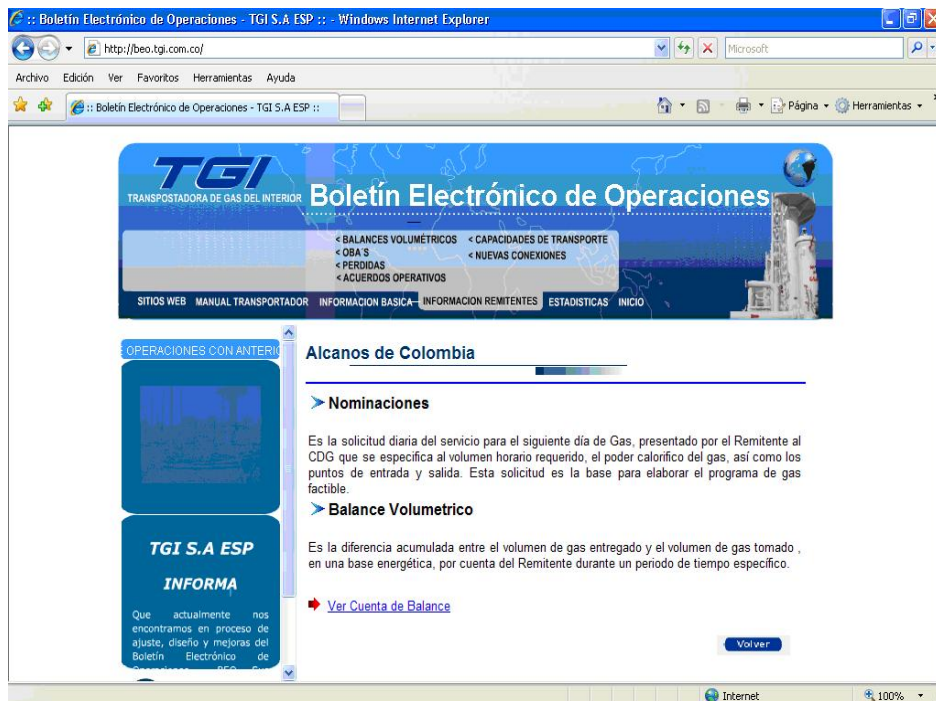 :: Boletín Electrónico de Operaciones - TGI S.A ESP :: - Windows Internet Explorer
http://beo.tgi.com.co/
Microsoft
Archivo Edición Ver Favoritos Herramientas Ayuda
:: Boletín Electrónico de Operaciones - TGI S.A ESP ::
Página Herramientas
TGI
TRANSPOSTADORA DE GAS DEL INTERIOR
Boletín Electrónico de Operaciones
< BALANCES VOLUMÉTRICOS < CAPACIDADES DE TRANSPORTE
< OBA´S < NUEVAS CONEXIONES
< PERDIDAS
< ACUERDOS OPERATIVOS
SITIOS WEB MANUAL TRANSPORTADOR INFORMACION BASICA INFORMACION REMITENTES ESTADISTICAS INICIO
OPERACIONES CON ANTERIO
Alcanos de Colombia
Nominaciones
Es la solicitud diaria del servicio para el siguiente día de Gas, presentado por el Remitente al
CDG que se especifica al volumen horario requerido, el poder calorifico del gas, así como los
puntos de entrada y salida. Esta solicitud es la base para elaborar el programa de gas
factible.
Balance Volumetrico
Es la diferencia acumulada entre el volumen de gas entregado y el volumen de gas tomado ,
en una base energética, por cuenta del Remitente durante un periodo de tiempo específico.
Ver Cuenta de Balance
Volver
TGI S.A ESP
INFORMA
Que actualmente nos
encontramos en proceso de
ajuste, diseño y mejoras del
Boletín Electrónico de
Internet 100%